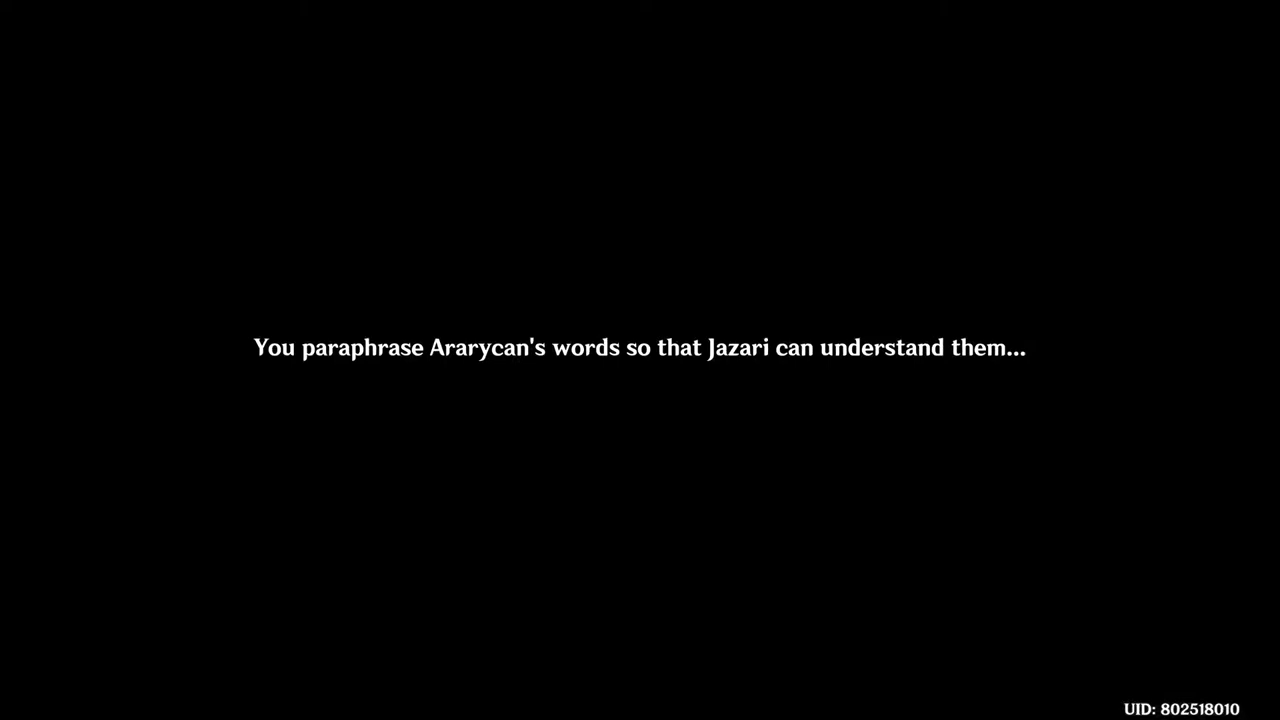 You paraphrase Ararycan's words so that Jazari can understand them...
UID: 802518010